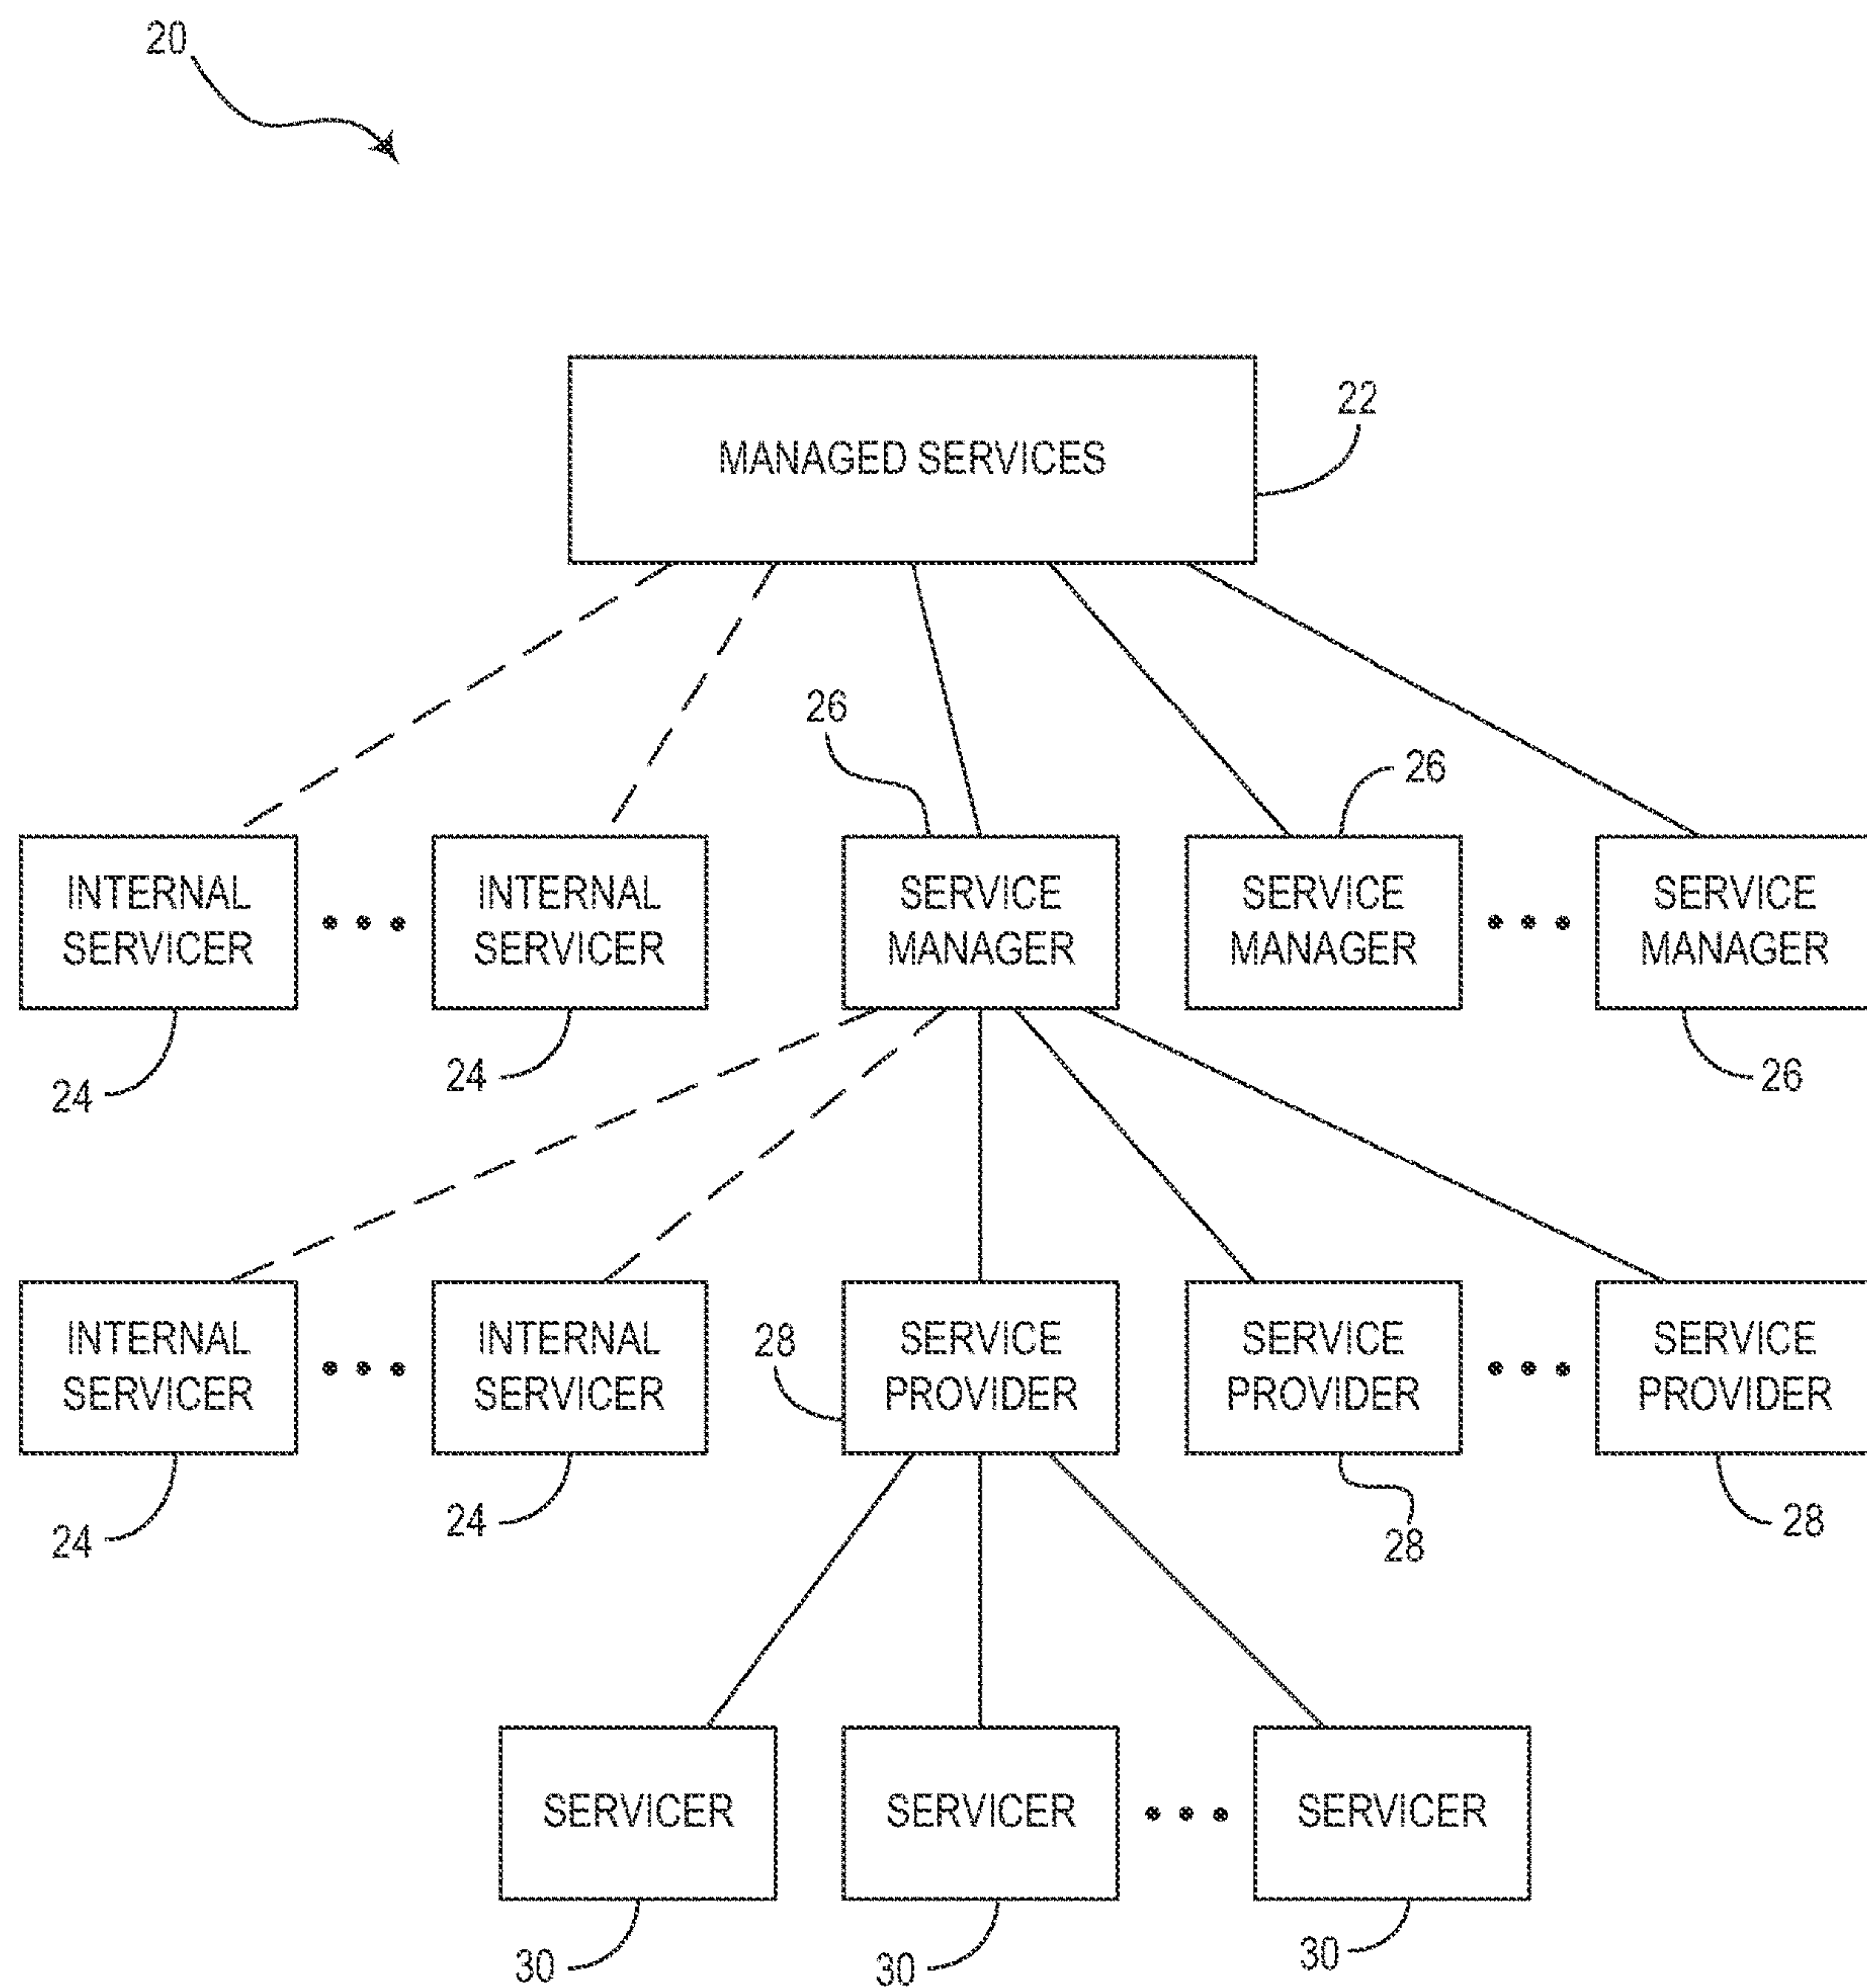 20
MANAGED SERVICES
22
26
26
INTERNAL
SERVICER
INTERNAL
SERVICER
SERVICE
MANAGER
SERVICE
MANAGER
SERVICE
MANAGER
24
24
26
INTERNAL
SERVICER
INTERNAL
SERVICER
28
SERVICE
PROVIDER
SERVICE
PROVIDER
SERVICE
PROVIDER
24
24
28
28
SERVICER
SERVICER
SERVICER
30
30
30